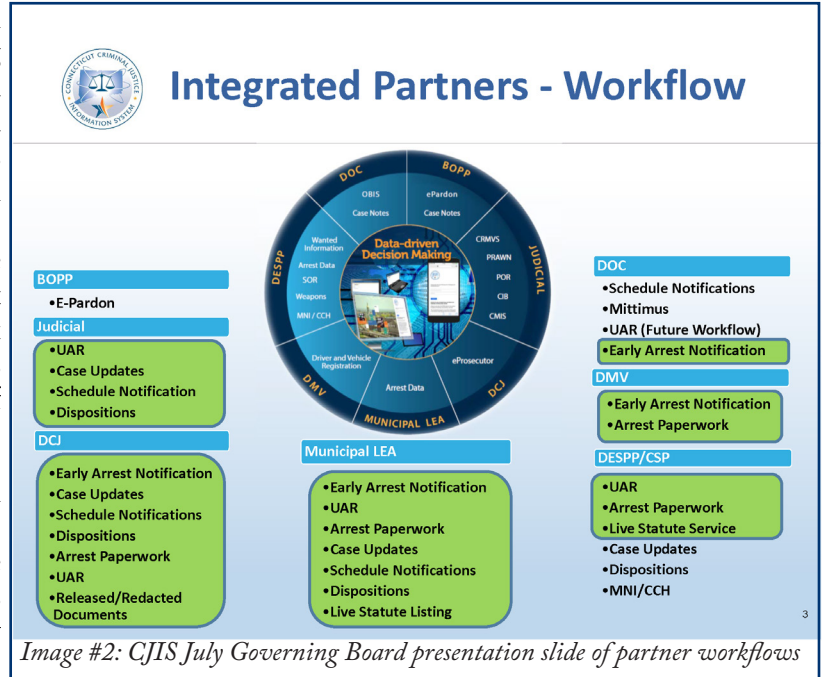 CONNECTICUT CRIMINAL JUSTICE
INFORMATION SYSTEM
Integrated Partners - Workflow
DOC
BOPP
JUDICIAL
DCJ
MUNICIPAL LEA
DMV
DESPP
OBIS
Case Notes
ePardon
Case Notes
CRMVS
PRAWN
POR
CIB
CMIS
eProsecutor
Arrest Data
Driver and Vehicle
Registration
Wanted
Information
Arrest Data
SOR
Weapons
MNI / CCH
Data-driven
Decision Making
BOPP
•E-Pardon
Judicial
•UAR
•Case Updates
•Schedule Notification
•Dispositions
DCJ
•Early Arrest Notification
•Case Updates
•Schedule Notifications
•Dispositions
•Arrest Paperwork
•UAR
•Released/Redacted
Documents
Municipal LEA
•Early Arrest Notification
•UAR
•Arrest Paperwork
•Case Updates
•Schedule Notifications
•Dispositions
•Live Statute Listing
DOC
•Schedule Notifications
•Mittimus
•UAR (Future Workflow)
•Early Arrest Notification
DMV
•Early Arrest Notification
•Arrest Paperwork
DESPP/CSP
•UAR
•Arrest Paperwork
•Live Statute Service
•Case Updates
•Dispositions
•MNI/CCH
3
Image #2: CJIS July Governing Board presentation slide of partner workflows